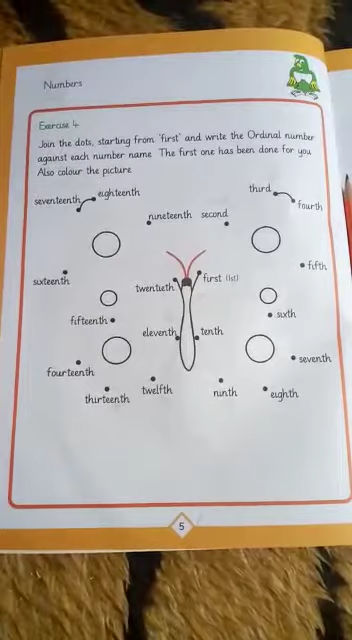 Numbers
Exercise 4
Join the dots, starting from 'first' and write the Ordinal number
against each number name The first one has been done for you
Also colour the picture
seventeenth eighteenth third fourth
nineteenth second
sixteenth fifth
twentieth first (1st)
fifteenth sixth
eleventh tenth
fourteenth seventh
thirteenth twelfth ninth eighth
5